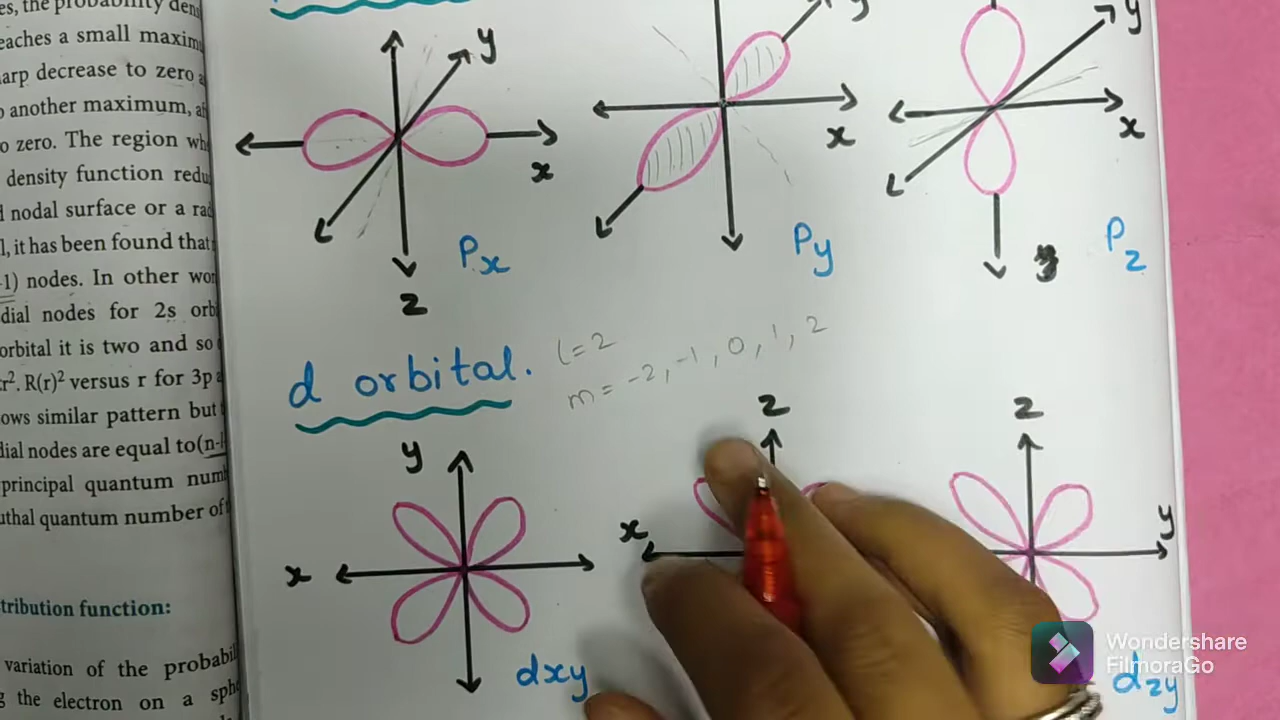 es, the probability dens
eaches a small maxim
arp decrease to zero a
o another maximum, af
o zero. The region wh
density function redu
d nodal surface or a rad
l, it has been found that
-1) nodes. In other wor
dial nodes for 2s orb
orbital it is two and so
r². R(r)² versus r for 3p
ows similar pattern but
dial nodes are equal to(n-l
principal quantum num
uthal quantum number of
tribution function:
variation of the probabil
g the electron on a sphe
y
x
z
Px
y
x
Py
y
x
y
Pz
d orbital.
l=2
m = -2, -1, 0, 1, 2
y
x
dxy
z
x
z
y
dzy
Wondershare
FilmoraGo